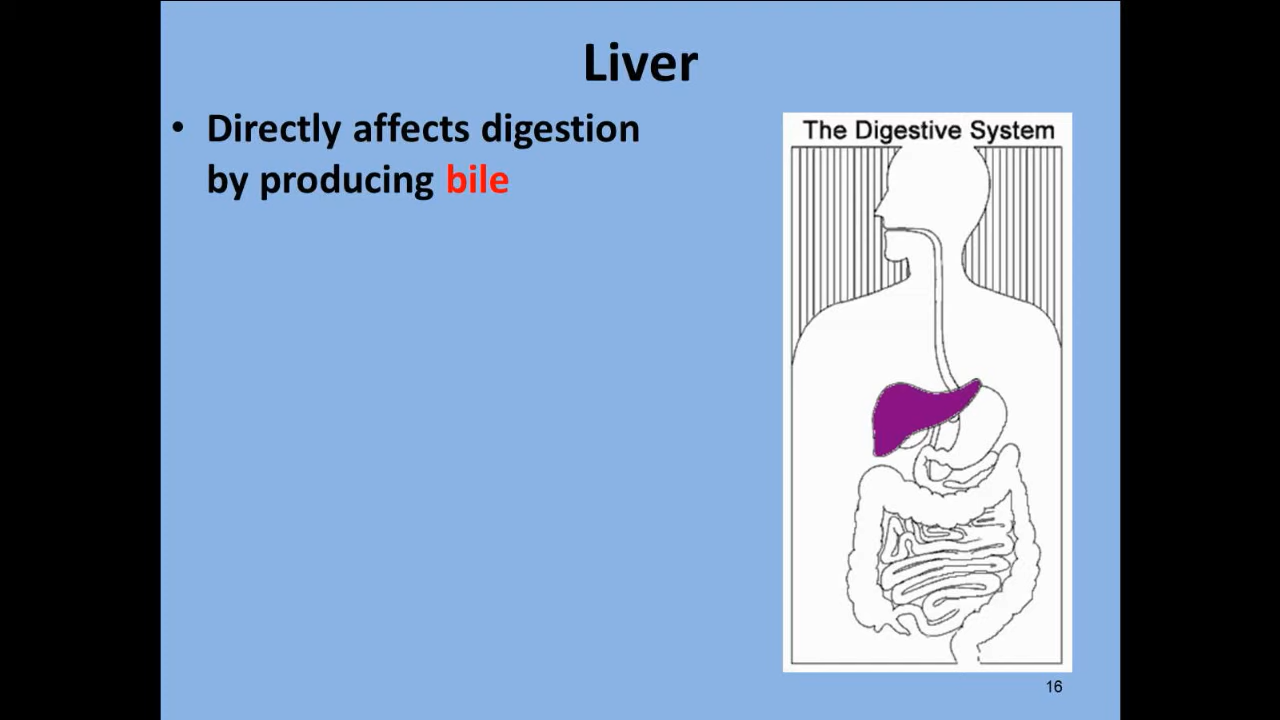 Liver
• Directly affects digestion
by producing bile
The Digestive System
16